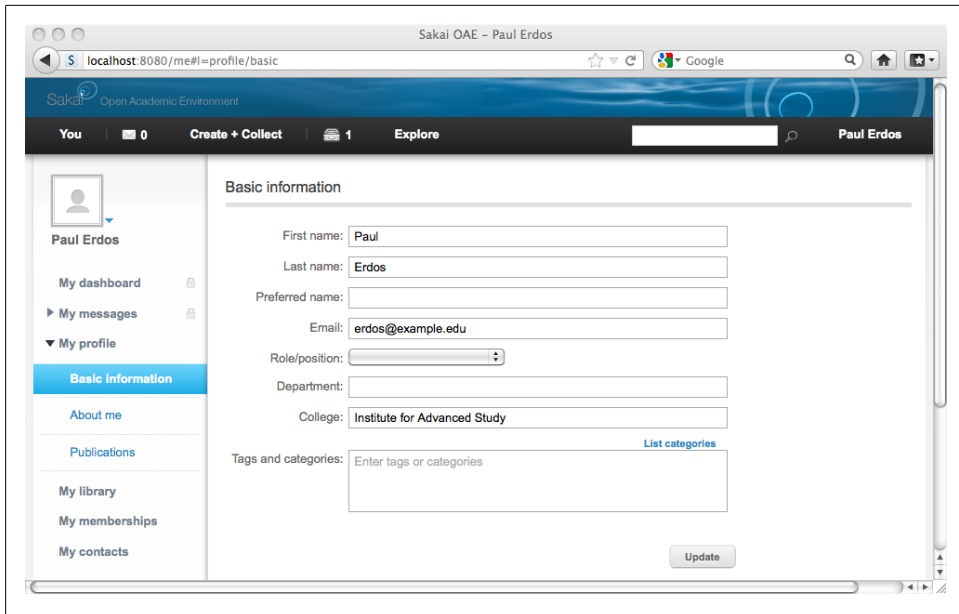 Sakai OAE – Paul Erdos
S localhost:8080/me#l=profile/basic Google
Sakai Open Academic Environment
You 0 Create + Collect 1 Explore Paul Erdos
Basic information
Paul Erdos
My dashboard
My messages
My profile
Basic information
About me
Publications
My library
My memberships
My contacts
First name: Paul
Last name: Erdos
Preferred name:
Email: erdos@example.edu
Role/position:
Department:
College: Institute for Advanced Study
List categories
Tags and categories: Enter tags or categories
Update